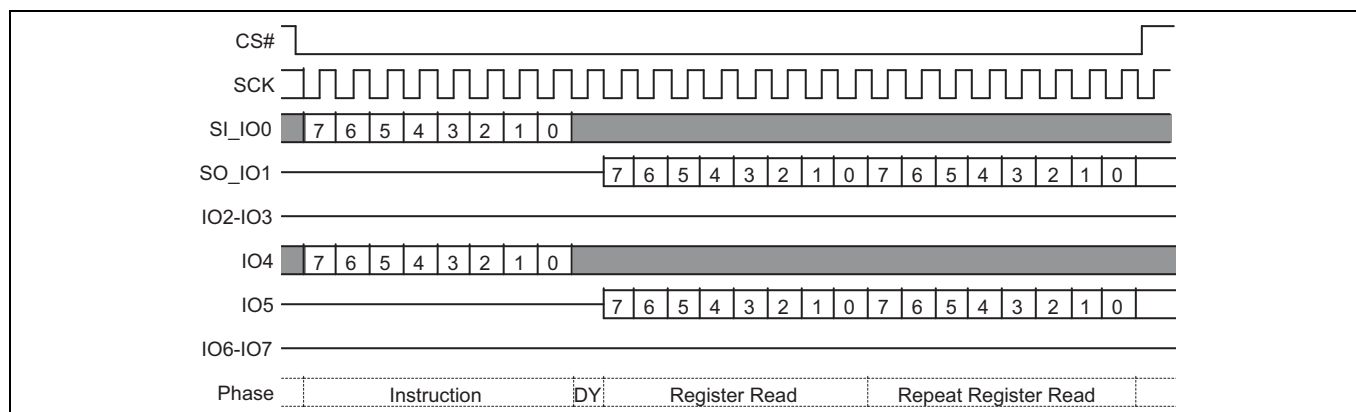 CS#
SCK
SI_IO0 7 6 5 4 3 2 1 0
SO_IO1 7 6 5 4 3 2 1 0 7 6 5 4 3 2 1 0
IO2-IO3
IO4 7 6 5 4 3 2 1 0
IO5 7 6 5 4 3 2 1 0 7 6 5 4 3 2 1 0
IO6-IO7
Phase Instruction DY Register Read Repeat Register Read